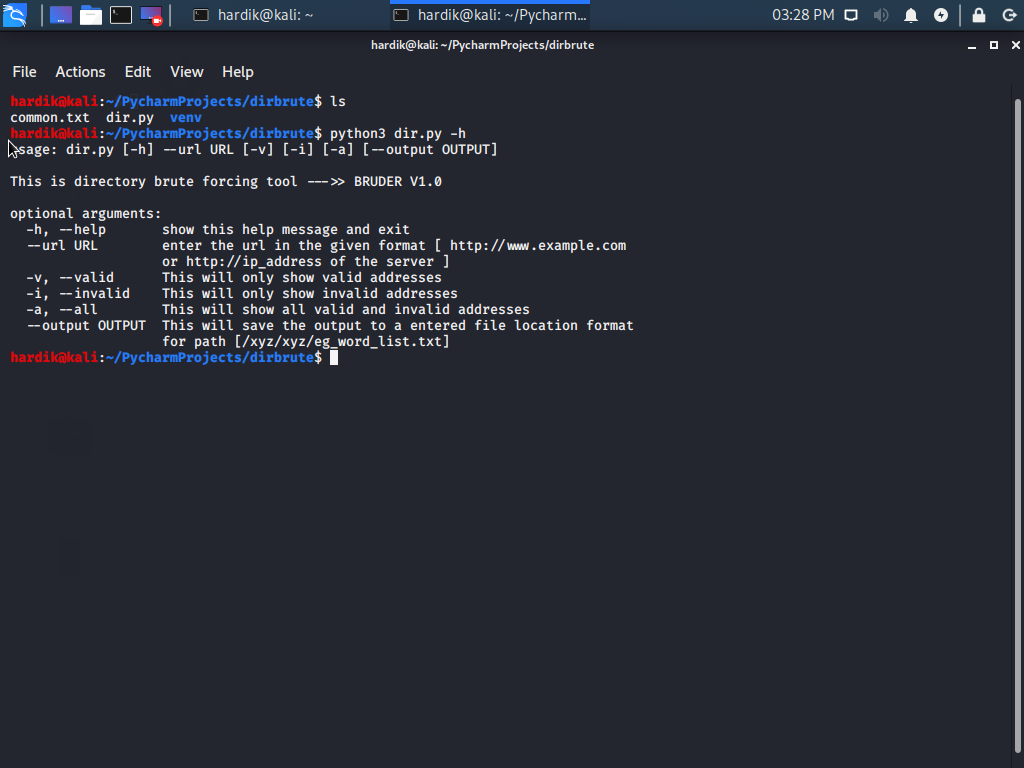 hardik@kali: ~
hardik@kali: ~/Pycharm...
03:28 PM
hardik@kali: ~/PycharmProjects/dirbrute
File Actions Edit View Help
hardik@kali:~/PycharmProjects/dirbrute$ ls
common.txt dir.py venv
hardik@kali:~/PycharmProjects/dirbrute$ python3 dir.py -h
usage: dir.py [-h] --url URL [-v] [-i] [-a] [--output OUTPUT]
This is directory brute forcing tool --->> BRUDER V1.0
optional arguments:
-h, --help show this help message and exit
--url URL enter the url in the given format [ http://www.example.com
or http://ip_address of the server ]
-v, --valid This will only show valid addresses
-i, --invalid This will only show invalid addresses
-a, --all This will show all valid and invalid addresses
--output OUTPUT This will save the output to a entered file location format
for path [/xyz/xyz/eg_word_list.txt]
hardik@kali:~/PycharmProjects/dirbrute$